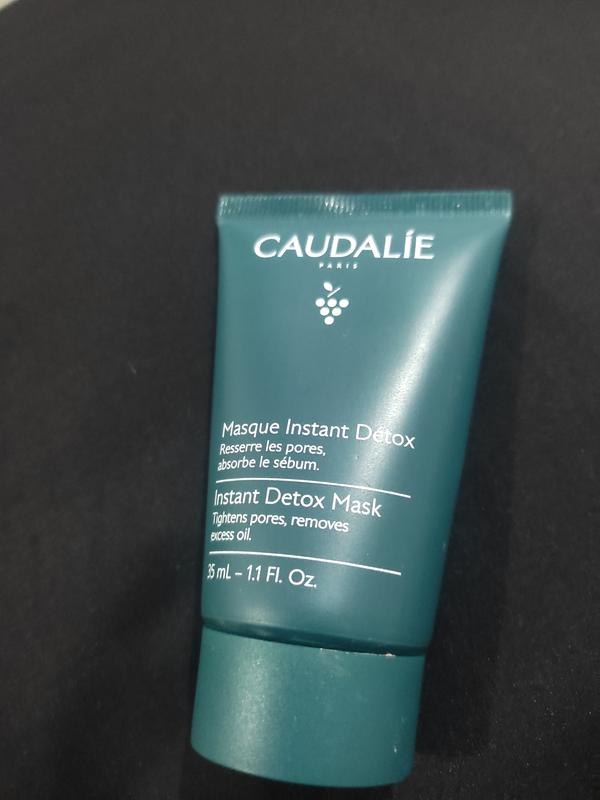 CAUDALÍE
PARIS
Masque Instant Détox
Resserre les pores,
absorbe le sébum.
Instant Detox Mask
Tightens pores, removes
excess oil.
35 mL – 1.1 Fl. Oz.